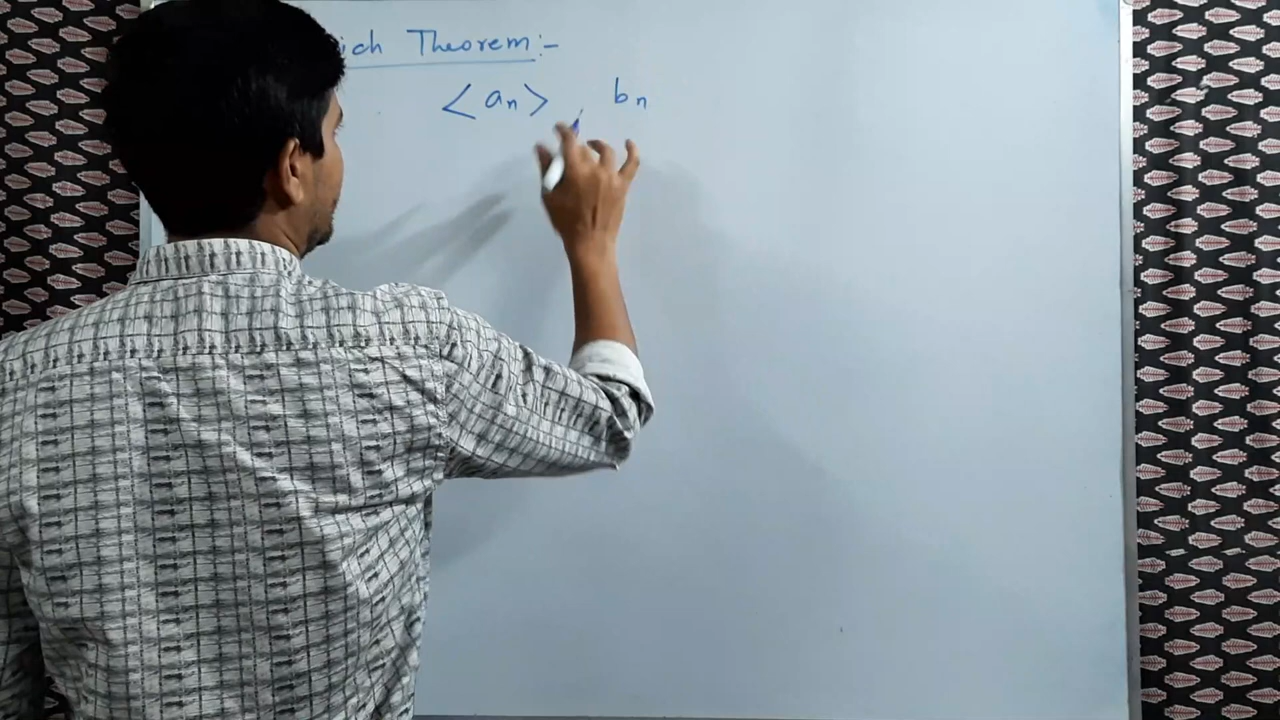 ich Theorem:-
<an>, bn